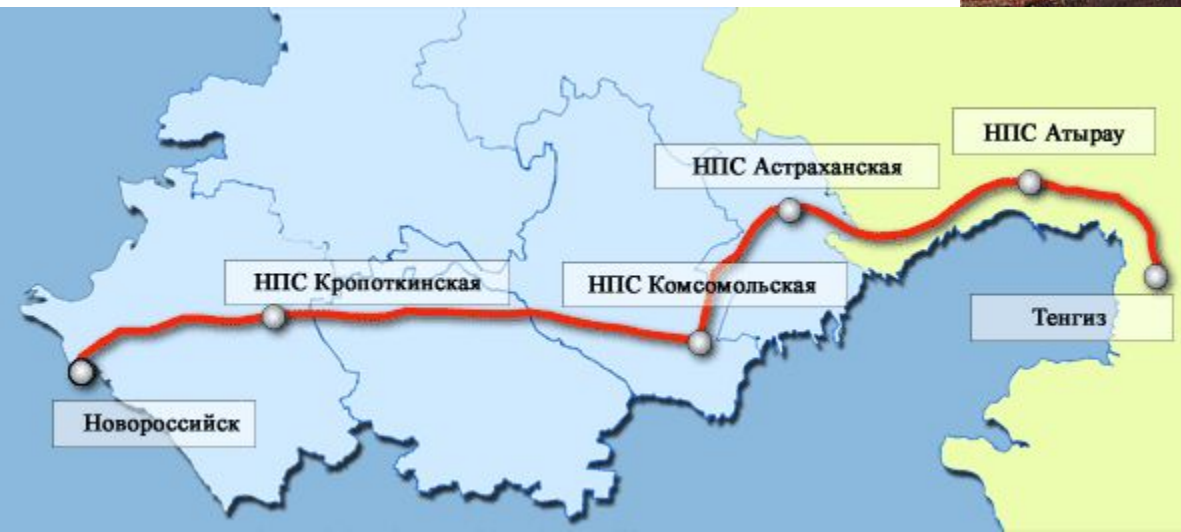 НПС Атырау
НПС Астраханская
НПС Кропоткинская
НПС Комсомольская
Тенгиз
Новороссийск